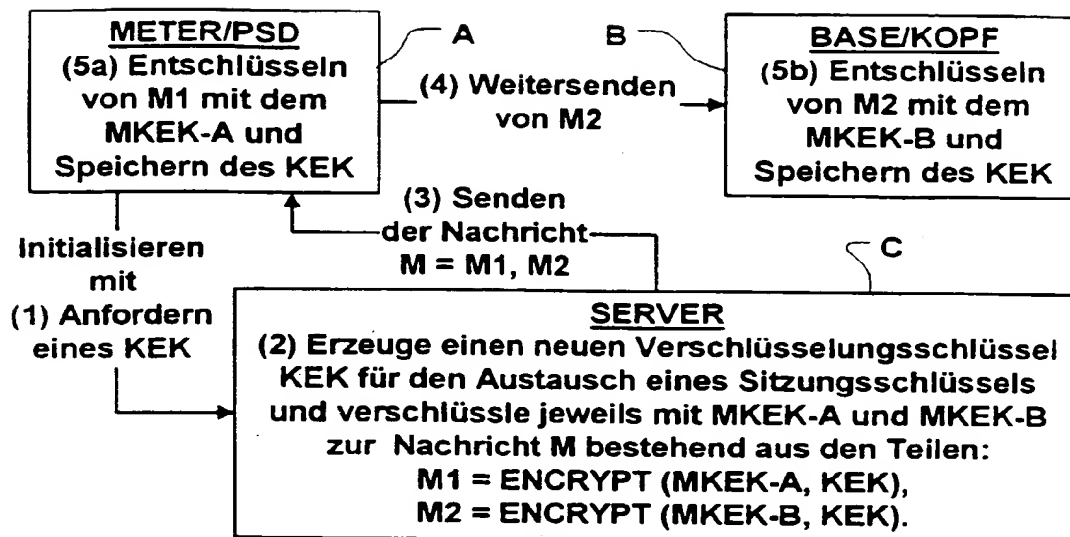 METER/PSD
(5a) Entschlüsseln
von M1 mit dem
MKEK-A und
Speichern des KEK
A
B
(4) Weitersenden
von M2
BASE/KOPF
(5b) Entschlüsseln
von M2 mit dem
MKEK-B und
Speichern des KEK
(3) Senden
der Nachricht
M = M1, M2
C
Initialisieren
mit
(1) Anfordern
eines KEK
SERVER
(2) Erzeuge einen neuen Verschlüsselungsschlüssel
KEK für den Austausch eines Sitzungsschlüssels
und verschlüssle jeweils mit MKEK-A und MKEK-B
zur Nachricht M bestehend aus den Teilen:
M1 = ENCRYPT (MKEK-A, KEK),
M2 = ENCRYPT (MKEK-B, KEK).